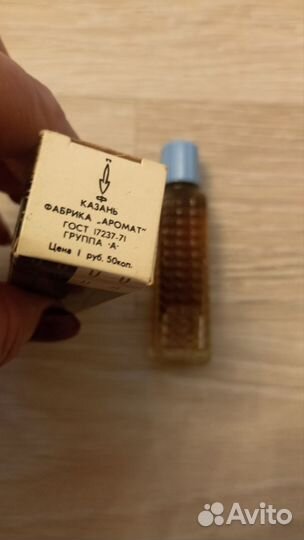 КАЗАНЬ
ФАБРИКА „АРОМАТ"
ГОСТ 17237-71
ГРУППА „А"
Цена 1 руб. 50коп.
Avito